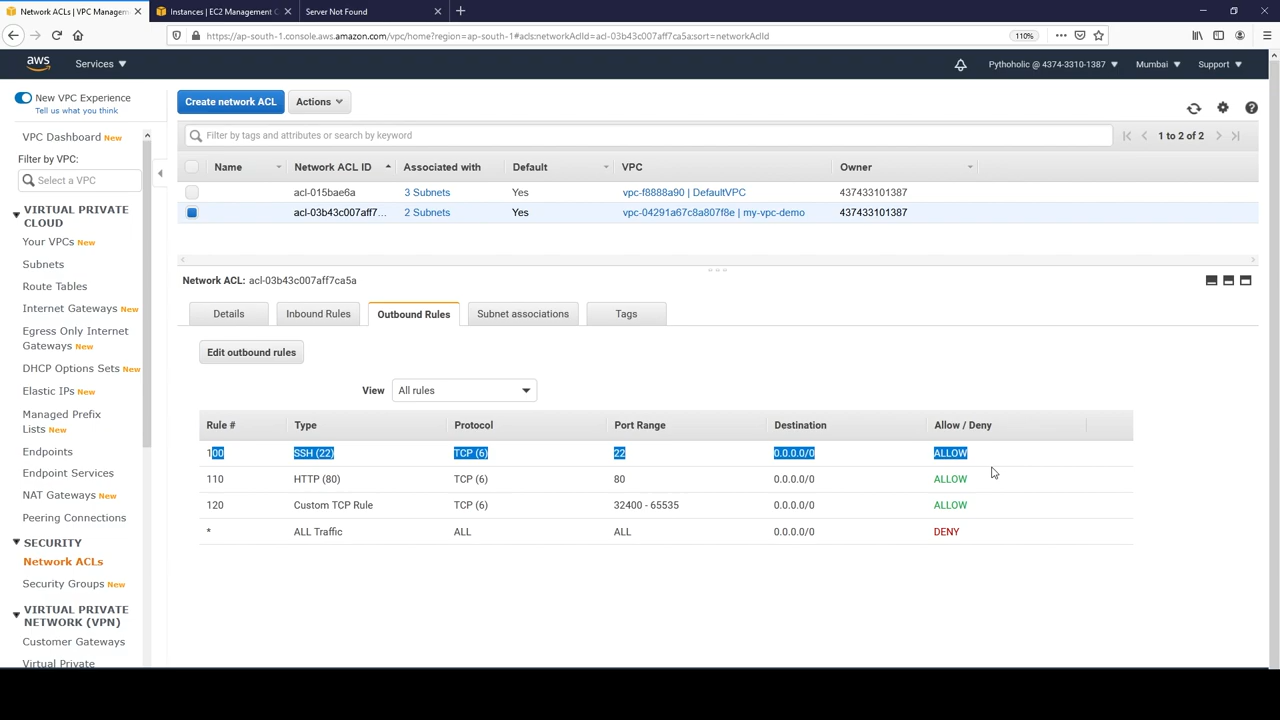 Network ACLs | VPC Managem
Instances | EC2 Management C
Server Not Found
https://ap-south-1.console.aws.amazon.com/vpc/home?region=ap-south-1#acls:networkAclId=acl-03b43c007aff7ca5a;sort=networkAclId
110%
aws
Services
Pythoholic @ 4374-3310-1387
Mumbai
Support
New VPC Experience
Tell us what you think
VPC Dashboard New
Filter by VPC:
Select a VPC
VIRTUAL PRIVATE
CLOUD
Your VPCs New
Subnets
Route Tables
Internet Gateways New
Egress Only Internet
Gateways New
DHCP Option Sets New
Elastic IPs New
Managed Prefix
Lists New
Endpoints
Endpoint Services
NAT Gateways New
Peering Connections
SECURITY
Network ACLs
Security Groups New
VIRTUAL PRIVATE
NETWORK (VPN)
Customer Gateways
Virtual Private
Create network ACL
Actions
Filter by tags and attributes or search by keyword
1 to 2 of 2
Name Network ACL ID Associated with Default VPC Owner
acl-015bae6a 3 Subnets Yes vpc-f8888a90 | DefaultVPC 437433101387
acl-03b43c007aff7... 2 Subnets Yes vpc-04291a67c8a807f8e | my-vpc-demo 437433101387
Network ACL: acl-03b43c007aff7ca5a
Details
Inbound Rules
Outbound Rules
Subnet associations
Tags
Edit outbound rules
View All rules
Rule # Type Protocol Port Range Destination Allow / Deny
100 SSH (22) TCP (6) 22 0.0.0.0/0 ALLOW
110 HTTP (80) TCP (6) 80 0.0.0.0/0 ALLOW
120 Custom TCP Rule TCP (6) 32400 - 65535 0.0.0.0/0 ALLOW
* ALL Traffic ALL ALL 0.0.0.0/0 DENY